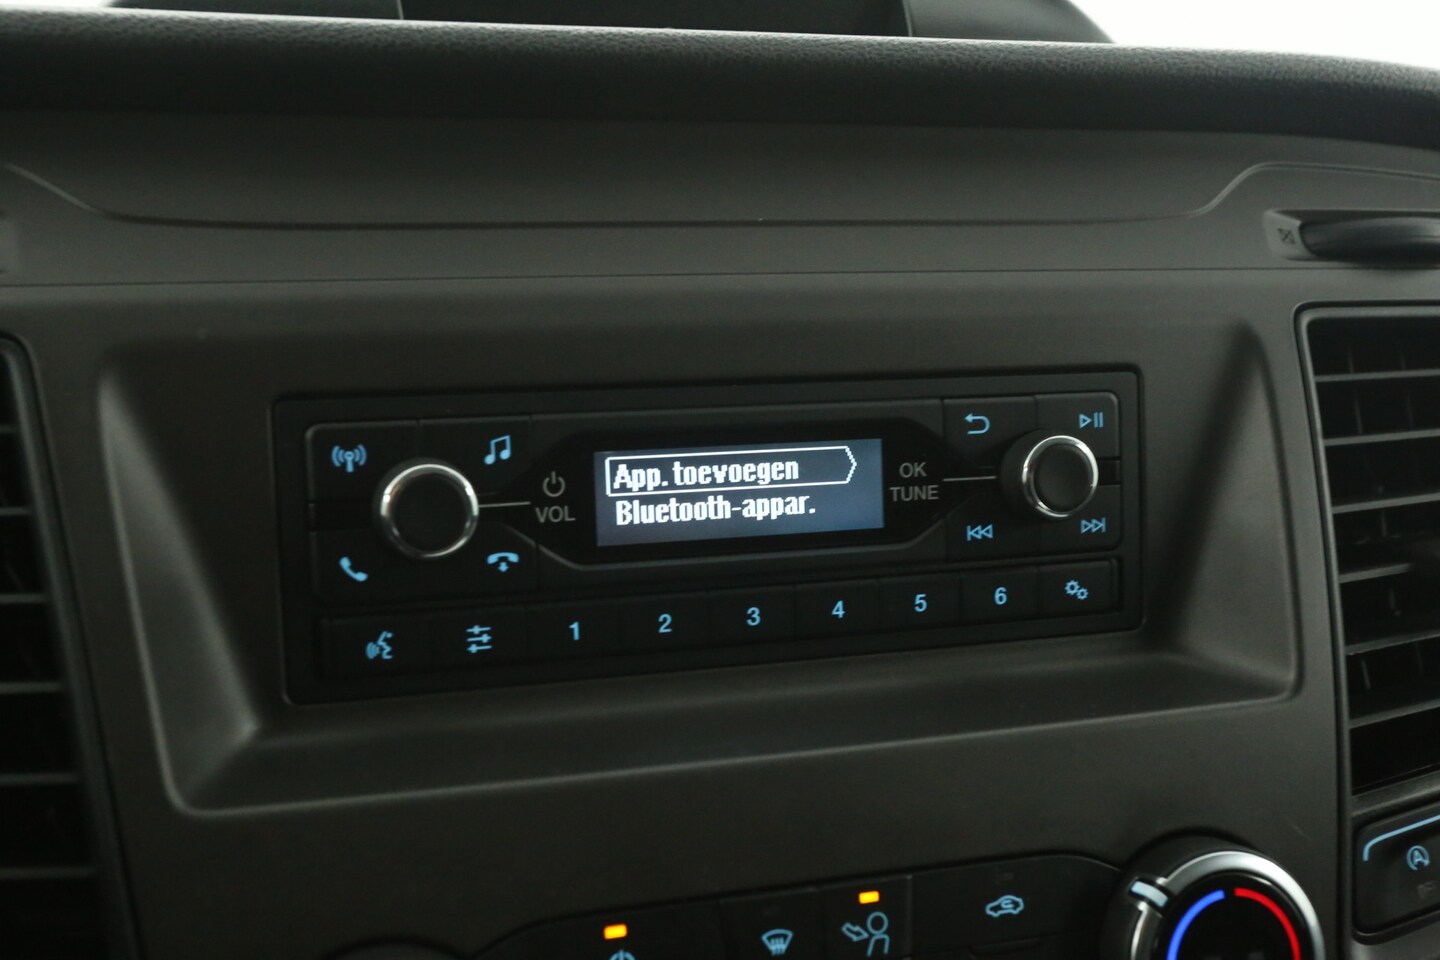 App. toevoegen
Bluetooth-appar.
VOL
OK
TUNE
1 2 3 4 5 6
A